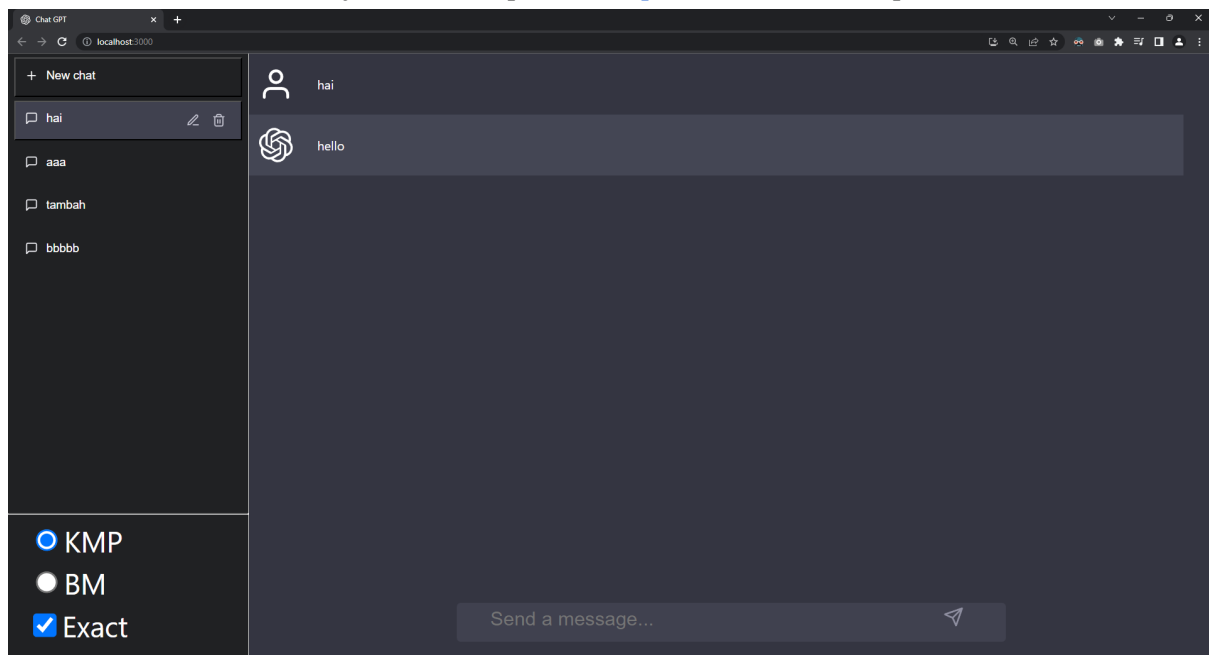 Chat GPT
localhost:3000
+ New chat
hai
aaa
tambah
bbbbb
KMP
BM
Exact
hai
hello
Send a message...